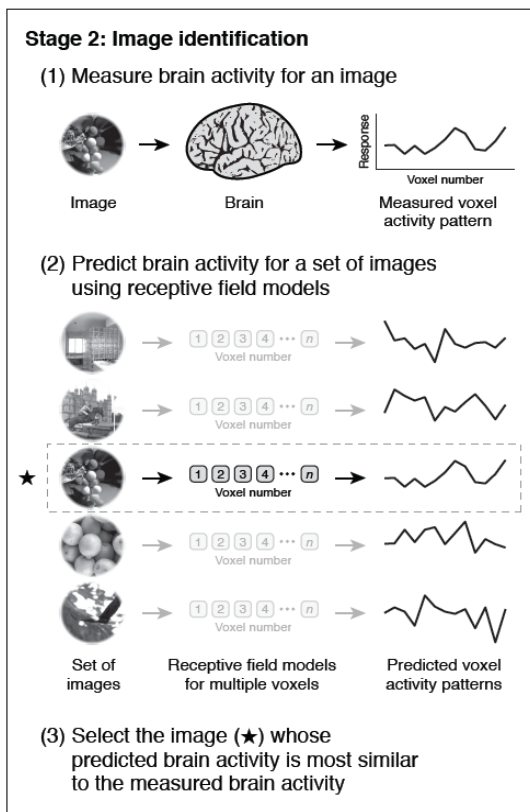 Stage 2: Image identification
(1) Measure brain activity for an image
Response
Voxel number
Image
Brain
Measured voxel
activity pattern
(2) Predict brain activity for a set of images
using receptive field models
1 2 3 4 ··· n
Voxel number
1 2 3 4 ··· n
Voxel number
★
1 2 3 4 ··· n
Voxel number
1 2 3 4 ··· n
Voxel number
1 2 3 4 ··· n
Voxel number
Set of
images
Receptive field models
for multiple voxels
Predicted voxel
activity patterns
(3) Select the image (★) whose
predicted brain activity is most similar
to the measured brain activity